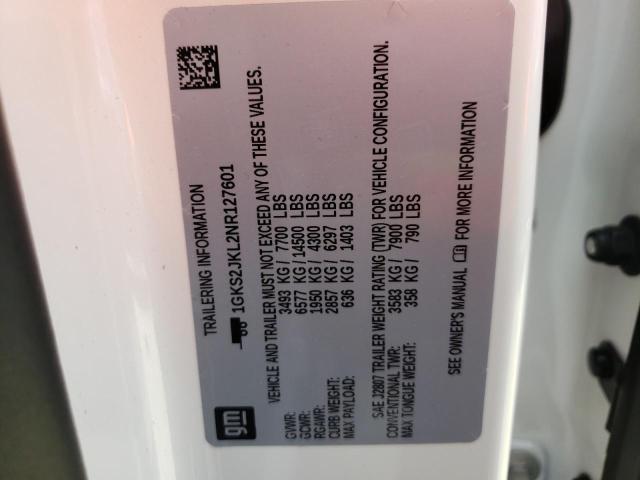 TRAILERING INFORMATION
1GKS2JKL2NR127601
VEHICLE AND TRAILER MUST NOT EXCEED ANY OF THESE VALUES.
GVWR: 3493 KG / 7700 LBS
GCWR: 6577 KG / 14500 LBS
RGAWR: 1950 KG / 4300 LBS
CURB WEIGHT: 2857 KG / 6297 LBS
MAX PAYLOAD: 636 KG / 1403 LBS
SAE J2807 TRAILER WEIGHT RATING (TWR) FOR VEHICLE CONFIGURATION.
CONVENTIONAL TWR: 3583 KG / 7900 LBS
MAX TONGUE WEIGHT: 358 KG / 790 LBS
SEE OWNER'S MANUAL FOR MORE INFORMATION.
gm